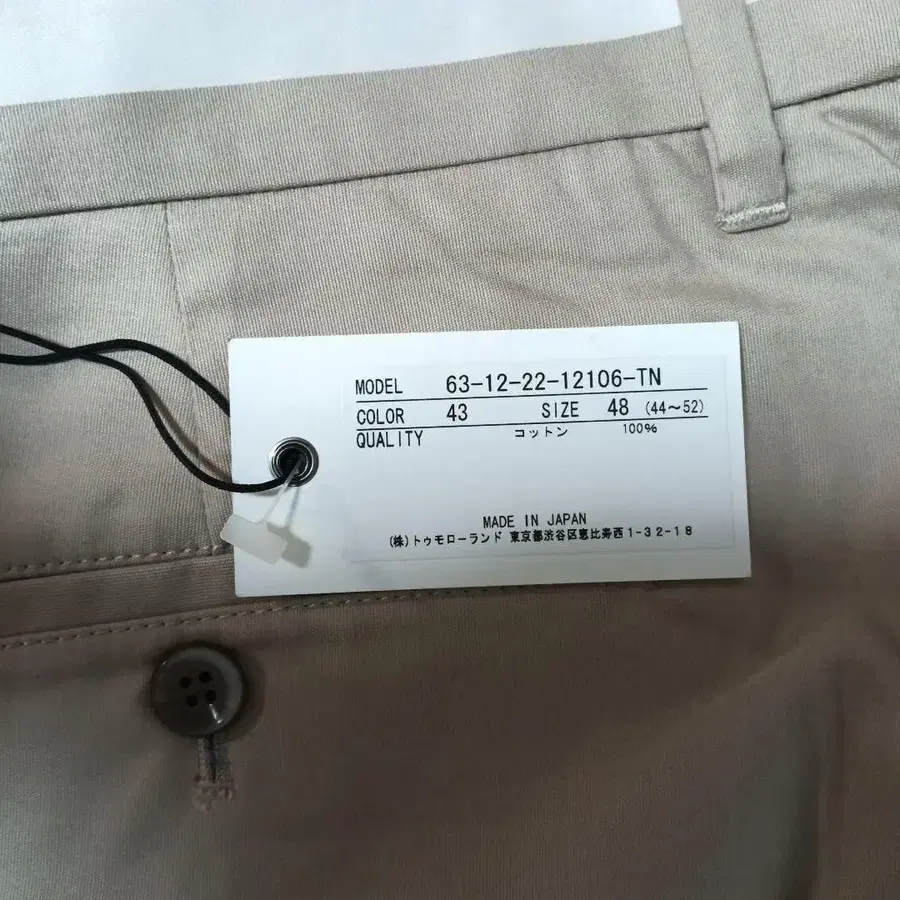 MODEL 63-12-22-12106-TN
COLOR 43 SIZE 48 (44～52)
QUALITY コットン 100%
MADE IN JAPAN
(株)トゥモローランド 東京都渋谷区恵比寿西1-32-18